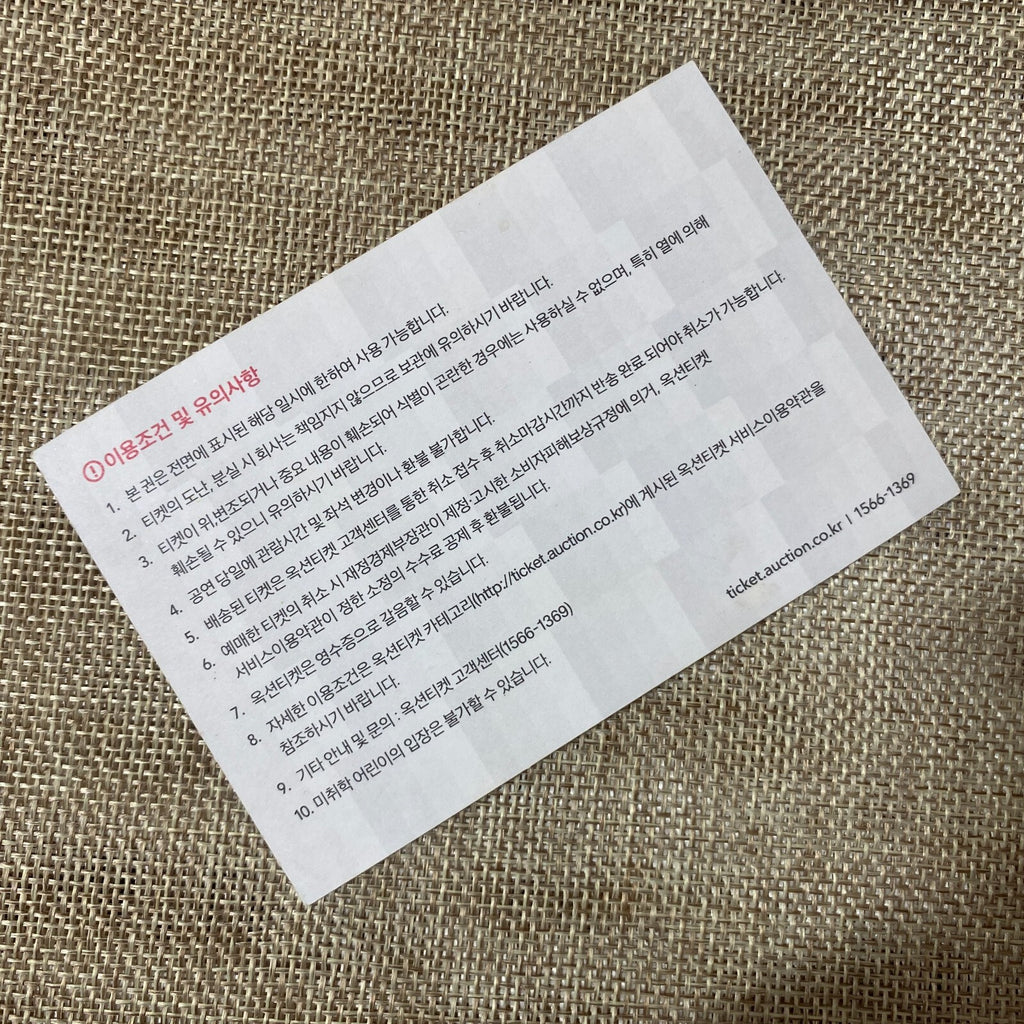 이용조건 및 유의사항
1. 본 권은 전면에 표시된 해당 일시에 한하여 사용 가능합니다.
2. 티켓의 도난, 분실 시 회사는 책임지지 않으므로 보관에 유의하시기 바랍니다.
3. 티켓이 위,변조되거나 중요 내용이 훼손되어 식별이 곤란한 경우에는 사용하실 수 없으며, 특히 열에 의해
훼손될 수 있으니 유의하시기 바랍니다.
4. 공연 당일에 관람시간 및 좌석 변경이나 환불 불가합니다.
5. 배송된 티켓은 옥션티켓 고객센터를 통한 취소 접수 후 취소마감시간까지 반송 완료 되어야 취소가 가능합니다.
6. 예매한 티켓의 취소 시 재정경제부장관이 제정·고시한 소비자피해보상규정에 의거, 옥션티켓
서비스이용약관이 정한 소정의 수수료 공제 후 환불됩니다.
7. 옥션티켓은 영수증으로 갈음할 수 있습니다.
8. 자세한 이용조건은 옥션티켓 카테고리(http://ticket.auction.co.kr)에 게시된 옥션티켓 서비스이용약관을
참조하시기 바랍니다.
9. 기타 안내 및 문의 : 옥션티켓 고객센터(1566-1369)
10. 미취학 어린이의 입장은 불가할 수 있습니다.
ticket.auction.co.kr | 1566-1369